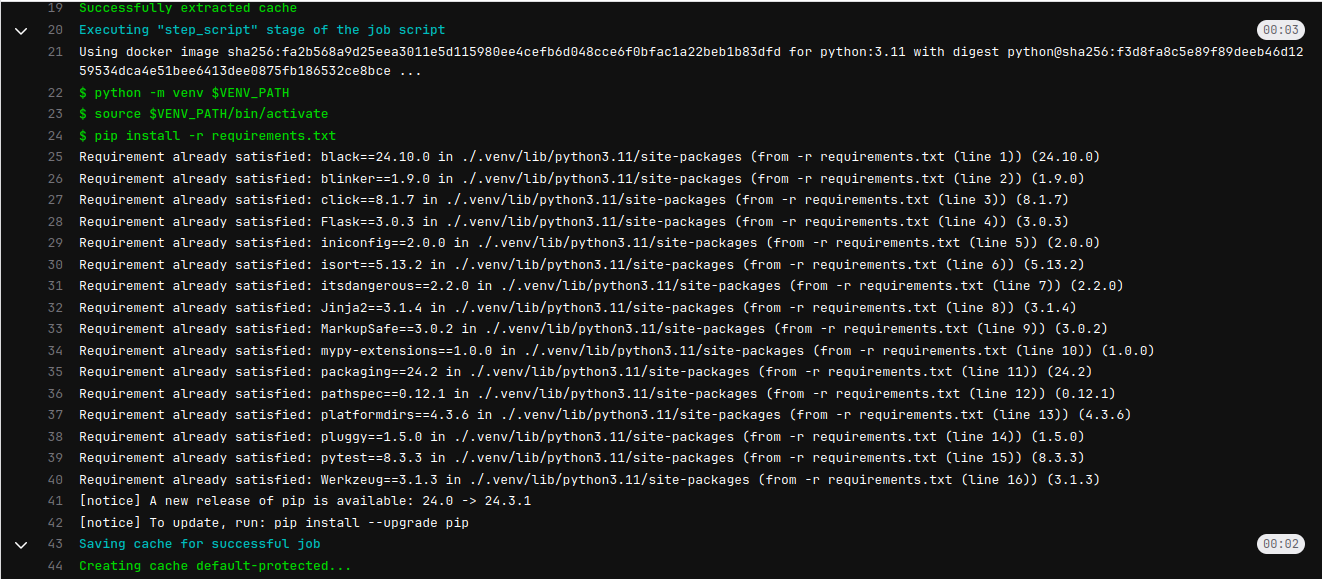 19 Successfully extracted cache
20 Executing "step_script" stage of the job script 00:03
21 Using docker image sha256:fa2b568a9d25eea3011e5d115980ee4cefb6d048cce6f0bfac1a22beb1b83dfd for python:3.11 with digest python@sha256:f3d8fa8c5e89f89deeb46d12
59534dca4e51bee6413dee0875fb186532ce8bce ...
22 $ python -m venv $VENV_PATH
23 $ source $VENV_PATH/bin/activate
24 $ pip install -r requirements.txt
25 Requirement already satisfied: black==24.10.0 in ./.venv/lib/python3.11/site-packages (from -r requirements.txt (line 1)) (24.10.0)
26 Requirement already satisfied: blinker==1.9.0 in ./.venv/lib/python3.11/site-packages (from -r requirements.txt (line 2)) (1.9.0)
27 Requirement already satisfied: click==8.1.7 in ./.venv/lib/python3.11/site-packages (from -r requirements.txt (line 3)) (8.1.7)
28 Requirement already satisfied: Flask==3.0.3 in ./.venv/lib/python3.11/site-packages (from -r requirements.txt (line 4)) (3.0.3)
29 Requirement already satisfied: iniconfig==2.0.0 in ./.venv/lib/python3.11/site-packages (from -r requirements.txt (line 5)) (2.0.0)
30 Requirement already satisfied: isort==5.13.2 in ./.venv/lib/python3.11/site-packages (from -r requirements.txt (line 6)) (5.13.2)
31 Requirement already satisfied: itsdangerous==2.2.0 in ./.venv/lib/python3.11/site-packages (from -r requirements.txt (line 7)) (2.2.0)
32 Requirement already satisfied: Jinja2==3.1.4 in ./.venv/lib/python3.11/site-packages (from -r requirements.txt (line 8)) (3.1.4)
33 Requirement already satisfied: MarkupSafe==3.0.2 in ./.venv/lib/python3.11/site-packages (from -r requirements.txt (line 9)) (3.0.2)
34 Requirement already satisfied: mypy-extensions==1.0.0 in ./.venv/lib/python3.11/site-packages (from -r requirements.txt (line 10)) (1.0.0)
35 Requirement already satisfied: packaging==24.2 in ./.venv/lib/python3.11/site-packages (from -r requirements.txt (line 11)) (24.2)
36 Requirement already satisfied: pathspec==0.12.1 in ./.venv/lib/python3.11/site-packages (from -r requirements.txt (line 12)) (0.12.1)
37 Requirement already satisfied: platformdirs==4.3.6 in ./.venv/lib/python3.11/site-packages (from -r requirements.txt (line 13)) (4.3.6)
38 Requirement already satisfied: pluggy==1.5.0 in ./.venv/lib/python3.11/site-packages (from -r requirements.txt (line 14)) (1.5.0)
39 Requirement already satisfied: pytest==8.3.3 in ./.venv/lib/python3.11/site-packages (from -r requirements.txt (line 15)) (8.3.3)
40 Requirement already satisfied: Werkzeug==3.1.3 in ./.venv/lib/python3.11/site-packages (from -r requirements.txt (line 16)) (3.1.3)
41 [notice] A new release of pip is available: 24.0 -> 24.3.1
42 [notice] To update, run: pip install --upgrade pip
43 Saving cache for successful job 00:02
44 Creating cache default-protected...